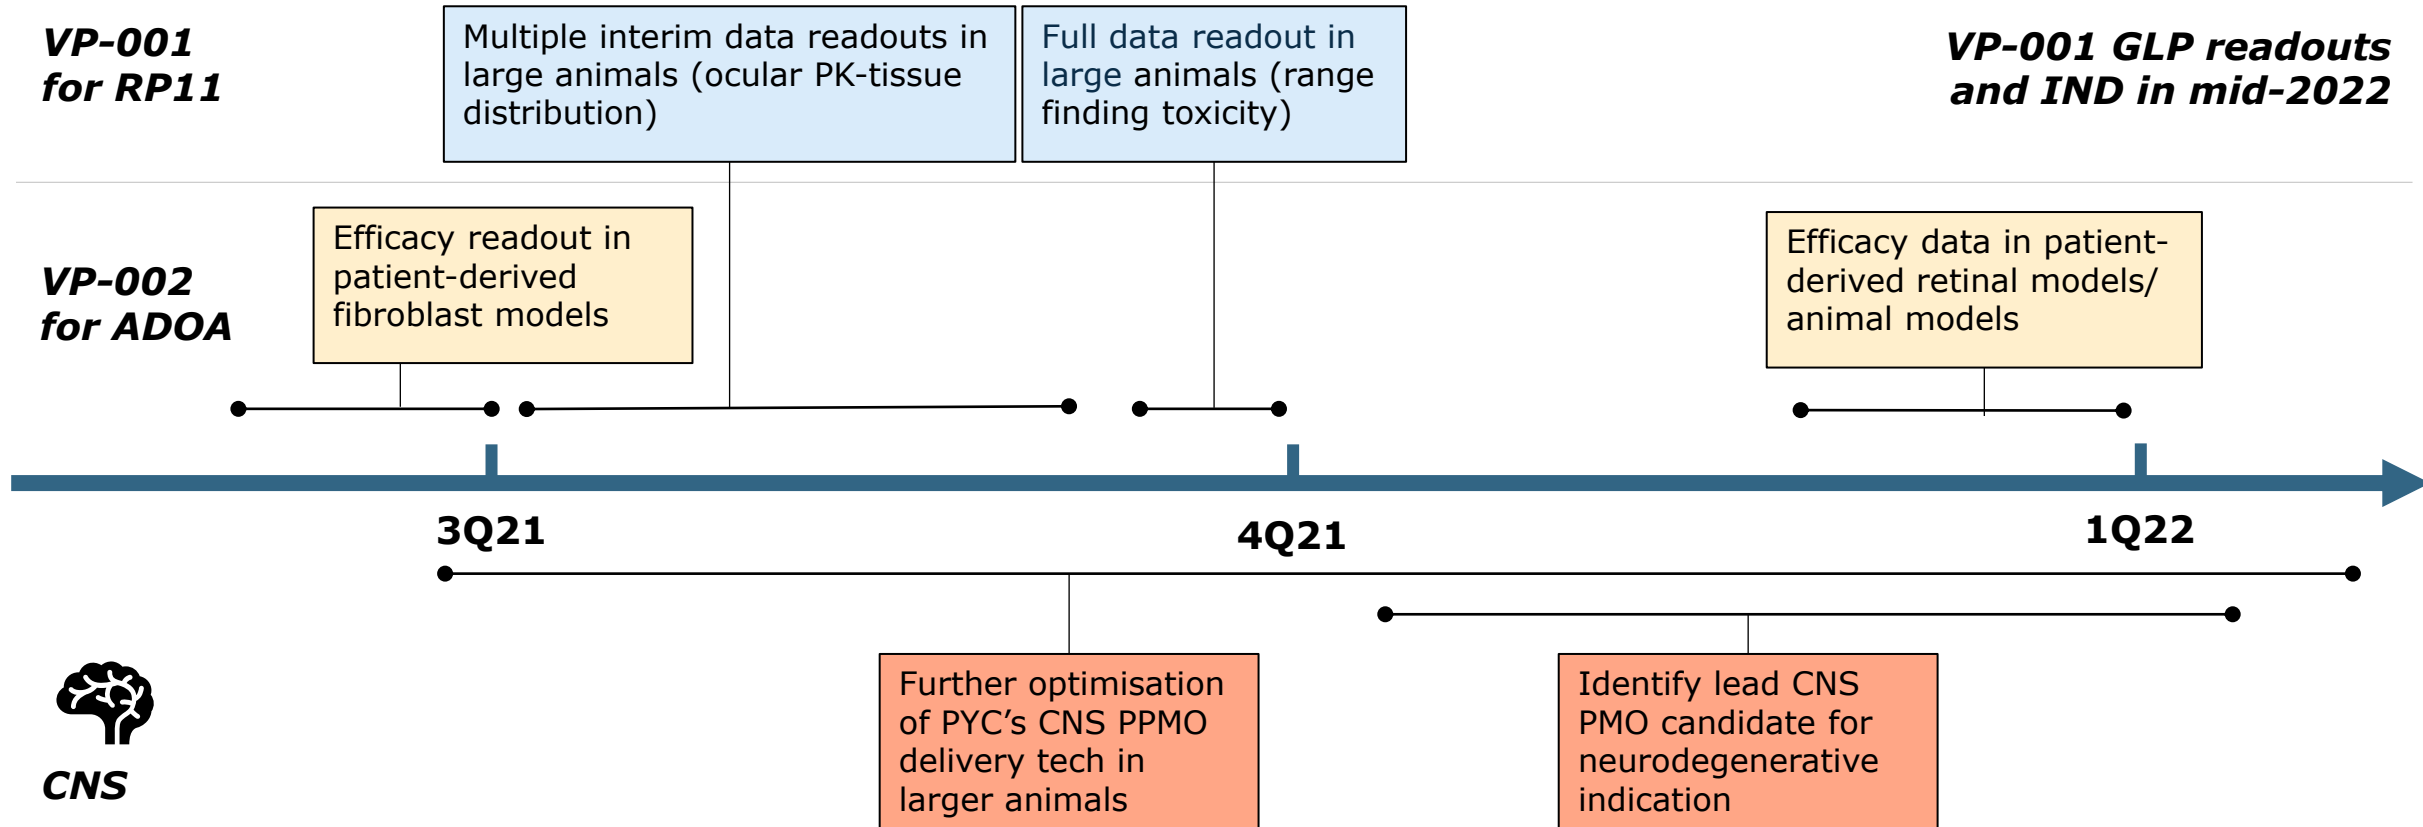 VP-001
for RP11
Multiple interim data readouts in
large animals (ocular PK-tissue
distribution)
Full data readout in
large animals (range
finding toxicity)
VP-001 GLP readouts
and IND in mid-2022
VP-002
for ADOA
Efficacy readout in
patient-derived
fibroblast models
Efficacy data in patient-
derived retinal models/
animal models
3Q21
4Q21
1Q22
CNS
Further optimisation
of PYC’s CNS PPMO
delivery tech in
larger animals
Identify lead CNS
PMO candidate for
neurodegenerative
indication